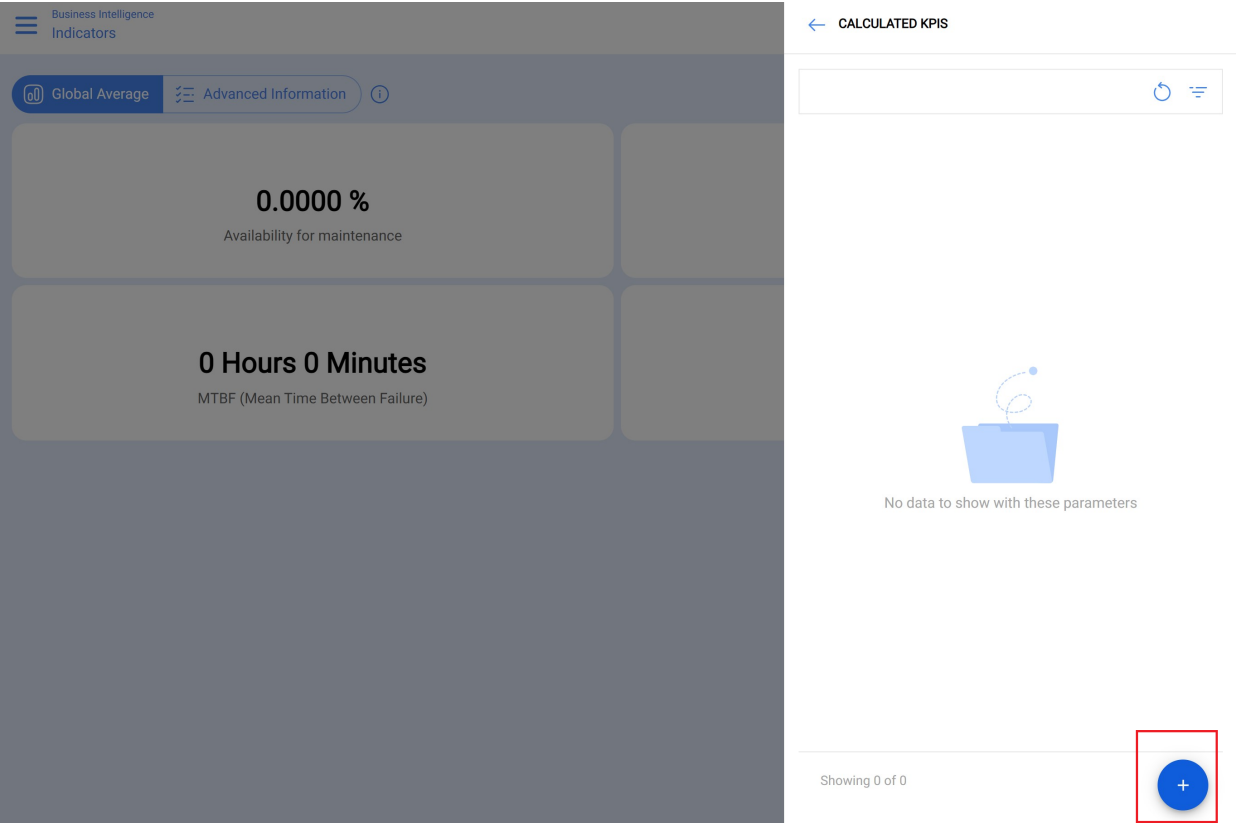 Business Intelligence
Indicators
Global Average
Advanced Information
0.0000 %
Availability for maintenance
0 Hours 0 Minutes
MTBF (Mean Time Between Failure)
CALCULATED KPIS
No data to show with these parameters
Showing 0 of 0